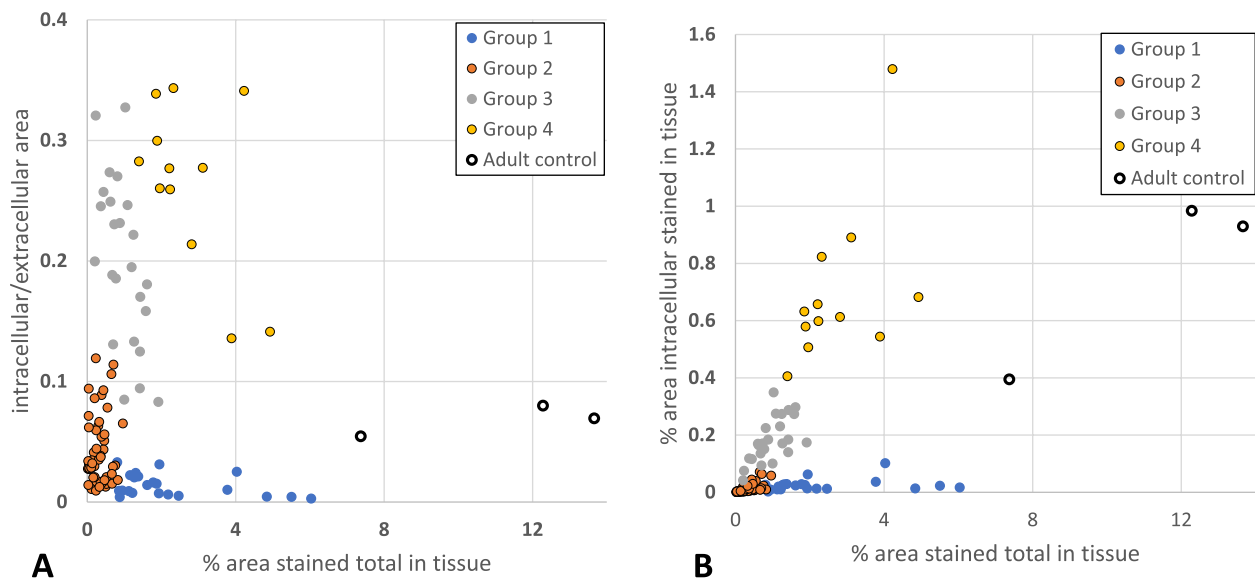 0.4
0.3
0.2
0.1
0
0
4
8
12
intracellular/extracellular area
% area stained total in tissue
Group 1
Group 2
Group 3
Group 4
Adult control
A
1.6
1.4
1.2
1
0.8
0.6
0.4
0.2
0
0
4
8
12
% area intracellular stained in tissue
% area stained total in tissue
Group 1
Group 2
Group 3
Group 4
Adult control
B